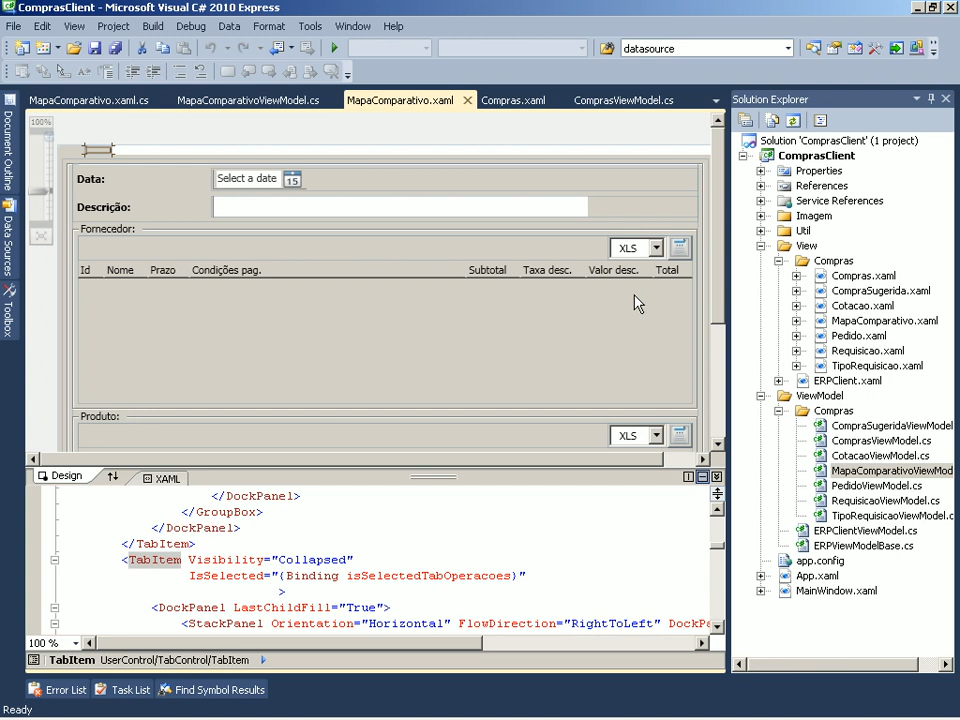 ComprasClient - Microsoft Visual C# 2010 Express
File Edit View Project Build Debug Data Format Tools Window Help
datasource
MapaComparativo.xaml.cs MapaComparativoViewModel.cs MapaComparativo.xaml Compras.xaml ComprasViewModel.cs
Document Outline
Data Sources
Toolbox
100%
Data: Select a date 15
Descrição:
Fornecedor:
XLS
Id Nome Prazo Condições pag. Subtotal Taxa desc. Valor desc. Total
Produto:
XLS
Design XAML
</DockPanel>
</GroupBox>
</DockPanel>
</TabItem>
<TabItem Visibility="Collapsed"
IsSelected="{Binding isSelectedTabOperacoes}"
>
<DockPanel LastChildFill="True">
<StackPanel Orientation="Horizontal" FlowDirection="RightToLeft" DockPa
100 %
TabItem UserControl/TabControl/TabItem
Solution Explorer
Solution 'ComprasClient' (1 project)
ComprasClient
Properties
References
Service References
Imagem
Util
View
Compras
Compras.xaml
CompraSugerida.xaml
Cotacao.xaml
MapaComparativo.xaml
Pedido.xaml
Requisicao.xaml
TipoRequisicao.xaml
ERPClient.xaml
ViewModel
Compras
CompraSugeridaViewModel
ComprasViewModel.cs
CotacaoViewModel.cs
MapaComparativoViewMod
PedidoViewModel.cs
RequisicaoViewModel.cs
TipoRequisicaoViewModel.c
ERPClientViewModel.cs
ERPViewModelBase.cs
app.config
App.xaml
MainWindow.xaml
Error List Task List Find Symbol Results
Ready